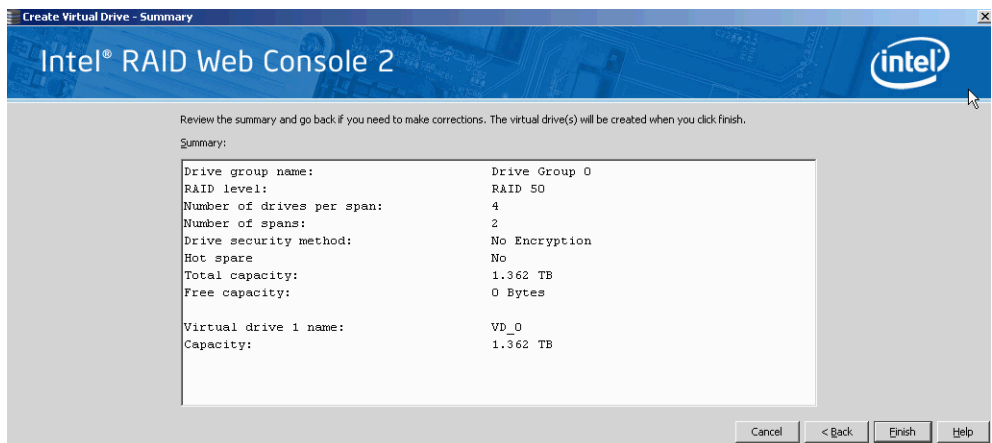 Create Virtual Drive - Summary
Intel® RAID Web Console 2
intel
Review the summary and go back if you need to make corrections. The virtual drive(s) will be created when you click finish.
Summary:
Drive group name: Drive Group 0
RAID level: RAID 50
Number of drives per span: 4
Number of spans: 2
Drive security method: No Encryption
Hot spare No
Total capacity: 1.362 TB
Free capacity: 0 Bytes
Virtual drive 1 name: VD_0
Capacity: 1.362 TB
Cancel < Back Finish Help